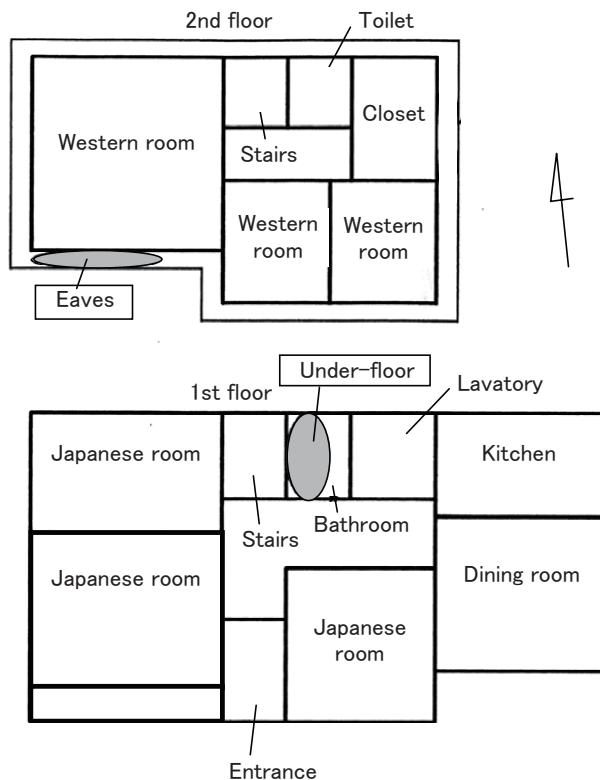 2nd floor
Toilet
Closet
Western room
Stairs
Western
room
Western
room
Eaves
Under-floor
1st floor
Lavatory
Japanese room
Kitchen
Bathroom
Stairs
Japanese room
Dining room
Japanese
room
Entrance